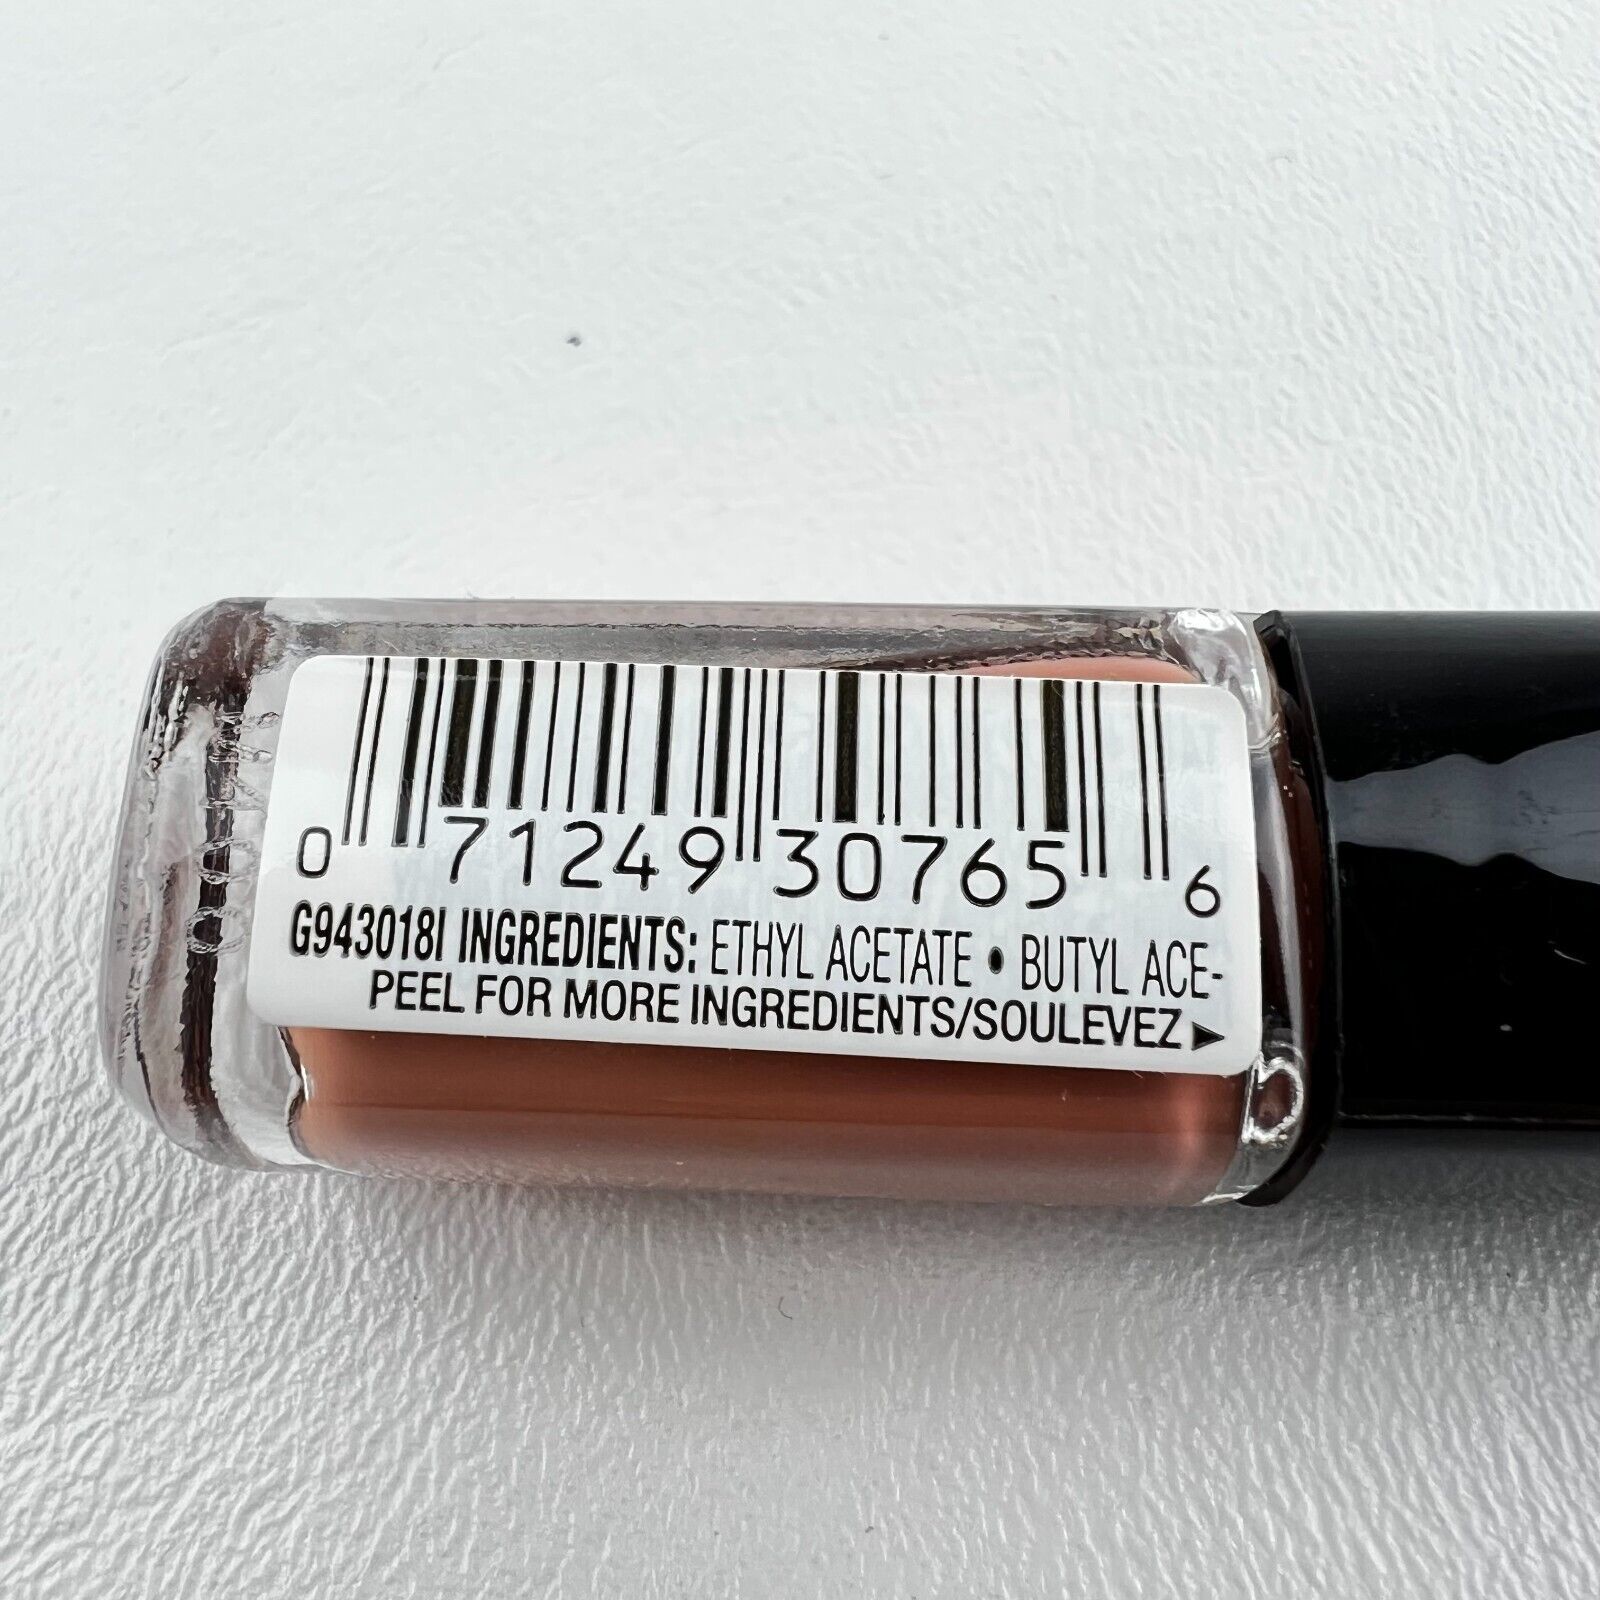 0 71249 30765 6
G943018I INGREDIENTS: ETHYL ACETATE • BUTYL ACE-
PEEL FOR MORE INGREDIENTS/SOULEVEZ ▶